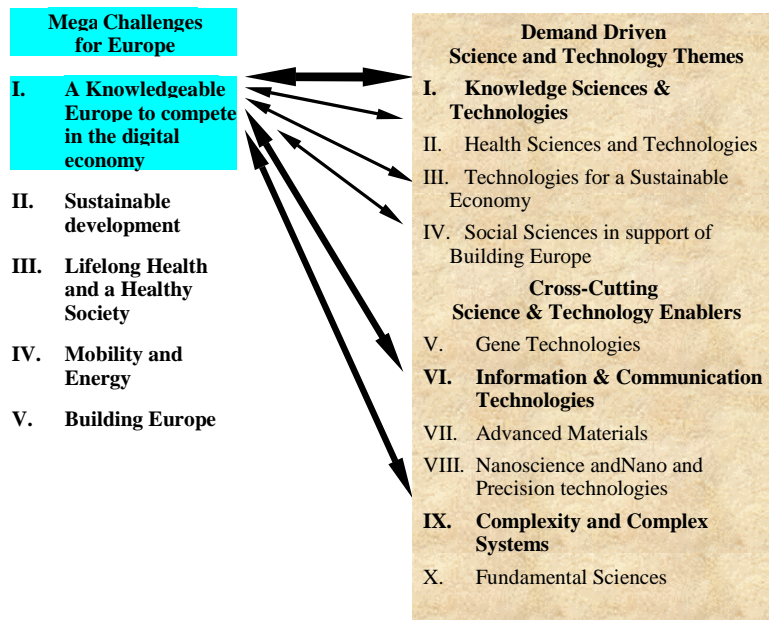 Mega Challenges
for Europe
I. A Knowledgeable
Europe to compete
in the digital
economy
II. Sustainable
development
III. Lifelong Health
and a Healthy
Society
IV. Mobility and
Energy
V. Building Europe
Demand Driven
Science and Technology Themes
I. Knowledge Sciences &
Technologies
II. Health Sciences and Technologies
III. Technologies for a Sustainable
Economy
IV. Social Sciences in support of
Building Europe
Cross-Cutting
Science & Technology Enablers
V. Gene Technologies
VI. Information & Communication
Technologies
VII. Advanced Materials
VIII. Nanoscience andNano and
Precision technologies
IX. Complexity and Complex
Systems
X. Fundamental Sciences